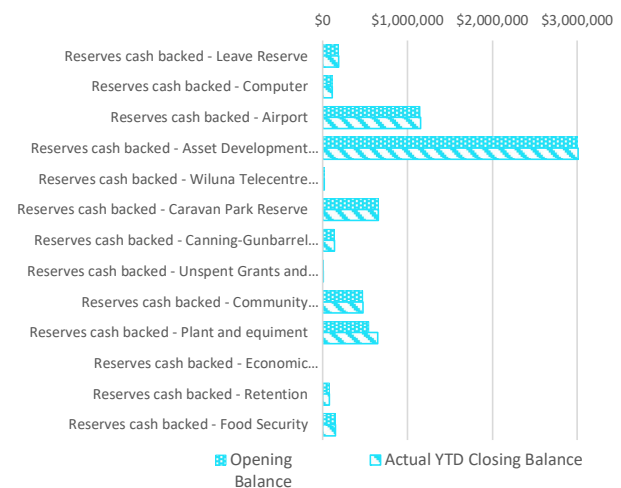 $0 $1,000,000 $2,000,000 $3,000,000
Reserves cash backed - Leave Reserve
Reserves cash backed - Computer
Reserves cash backed - Airport
Reserves cash backed - Asset Development...
Reserves cash backed - Wiluna Telecentre...
Reserves cash backed - Caravan Park Reserve
Reserves cash backed - Canning-Gunbarrel...
Reserves cash backed - Unspent Grants and...
Reserves cash backed - Community...
Reserves cash backed - Plant and equiment
Reserves cash backed - Economic...
Reserves cash backed - Retention
Reserves cash backed - Food Security
Opening
Balance
Actual YTD Closing Balance